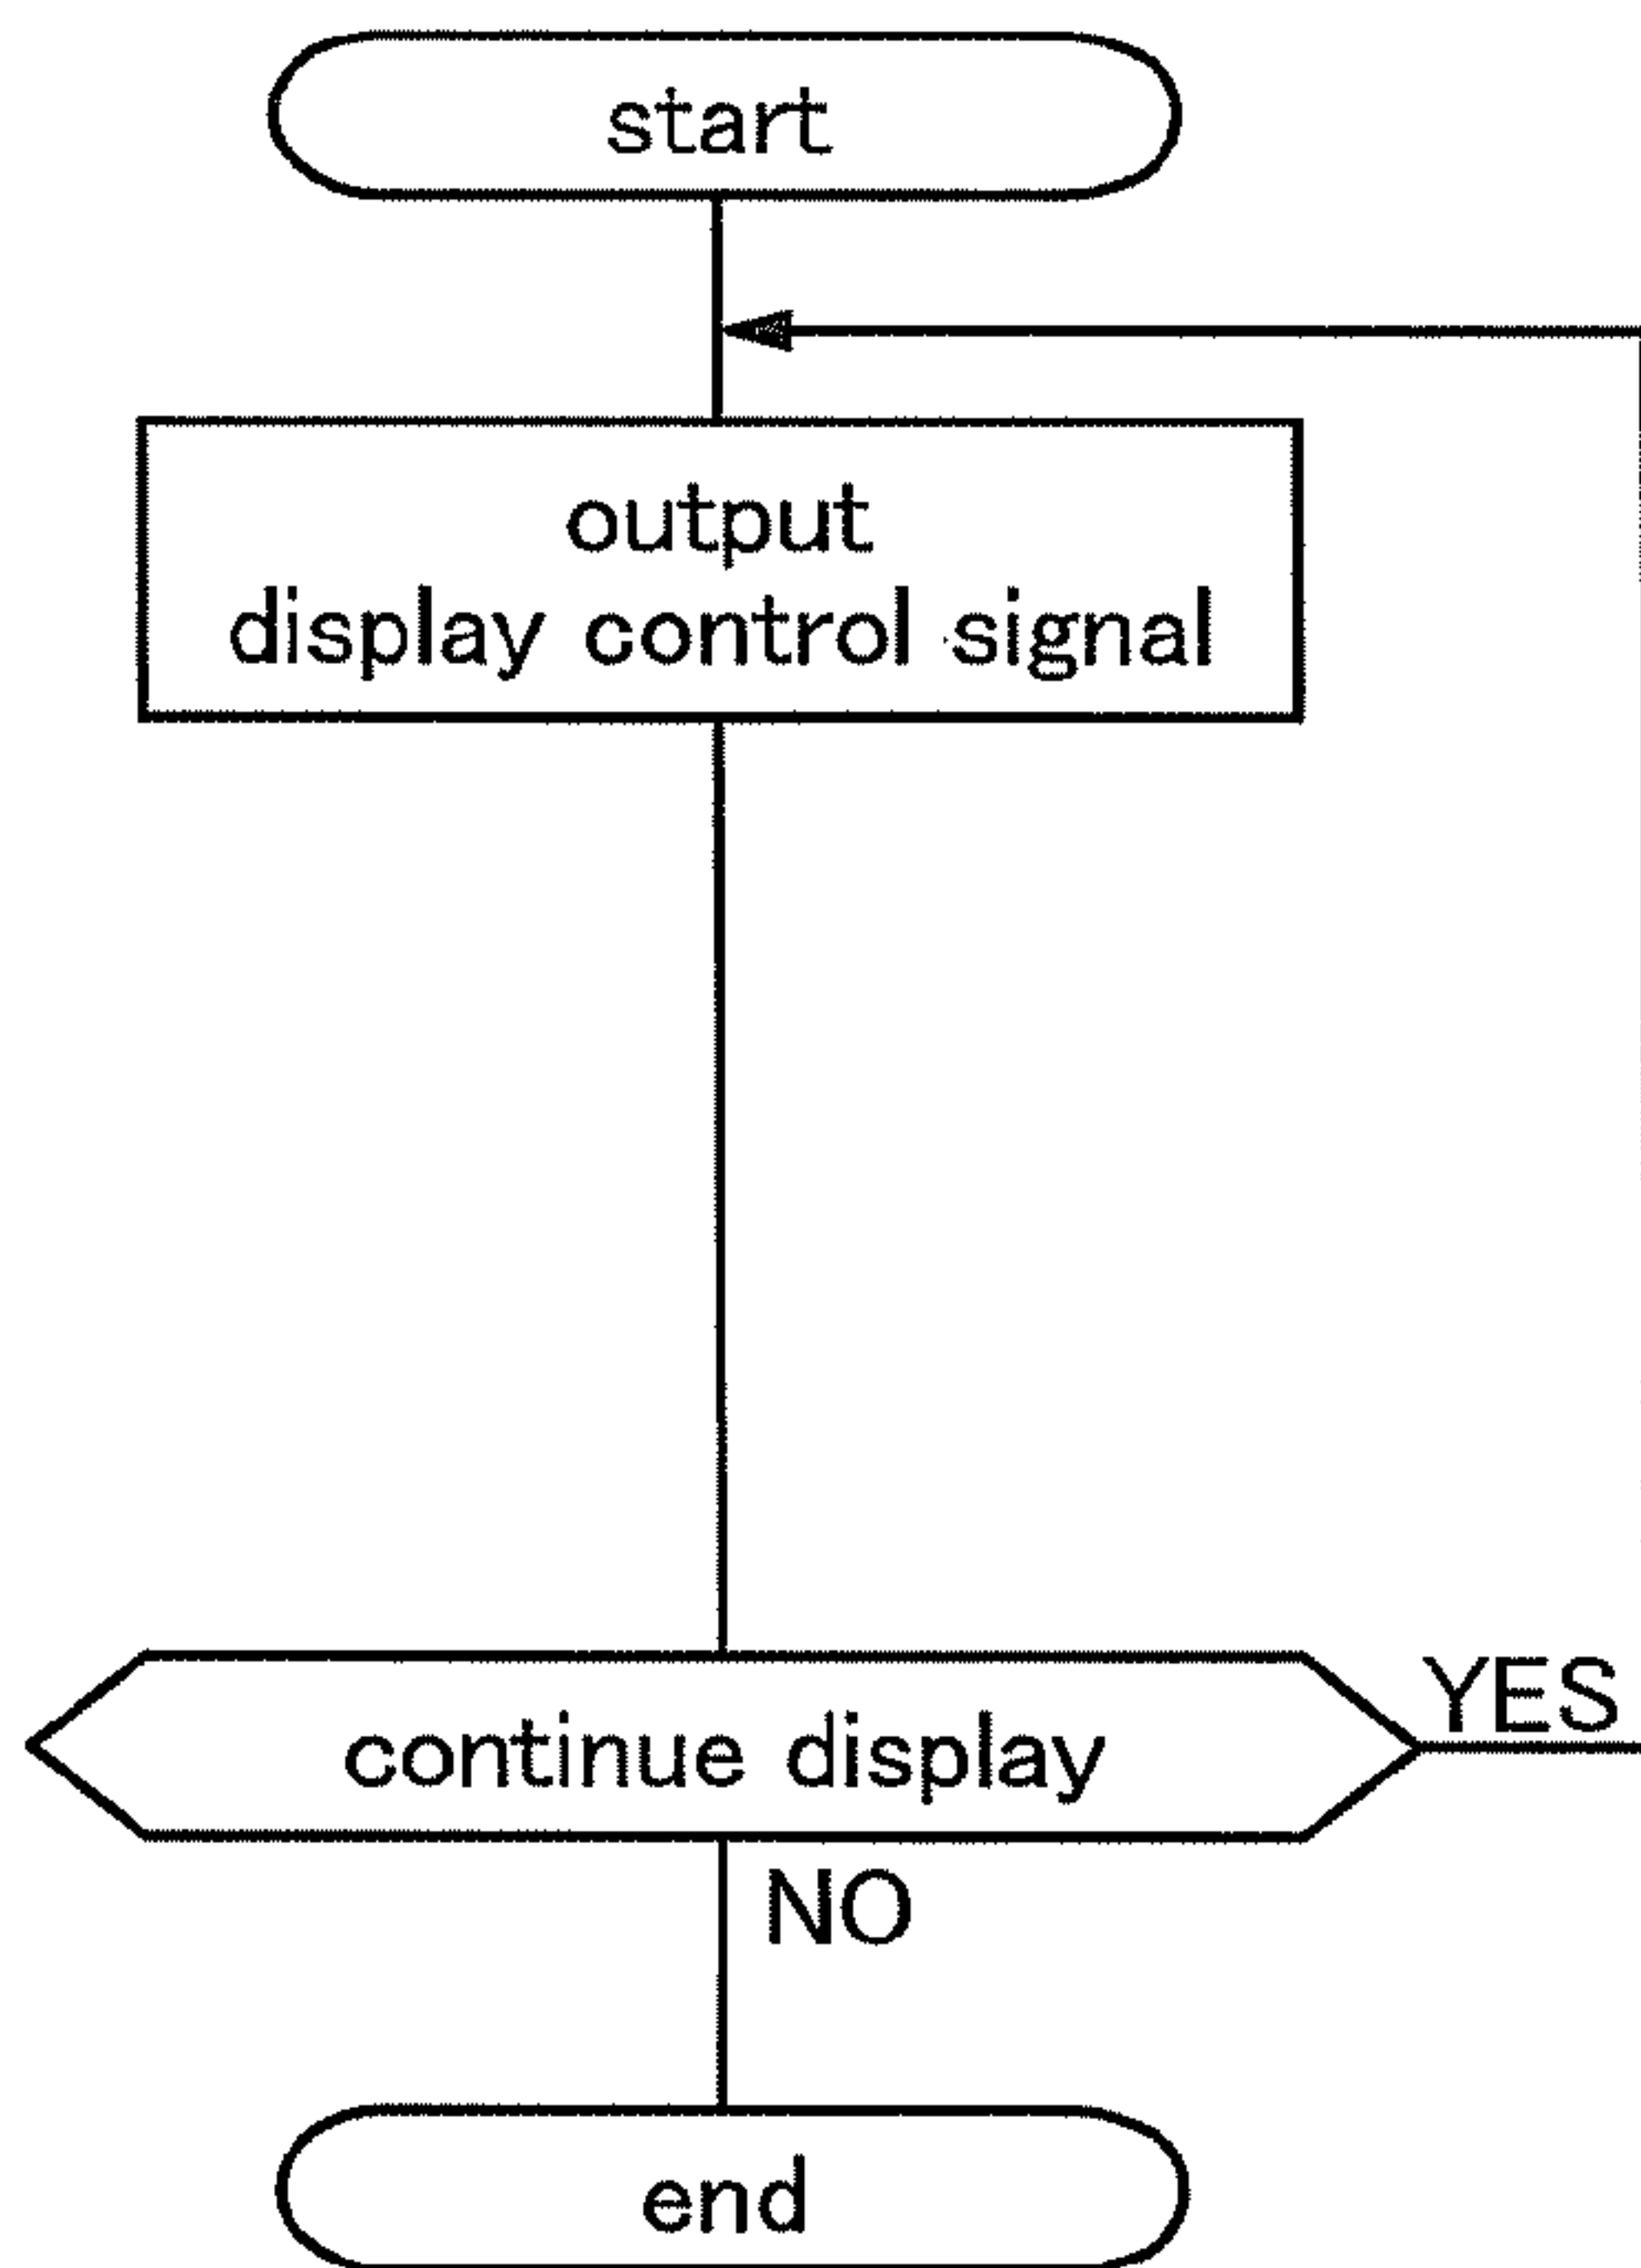 start
output
display control signal
continue display
YES
NO
end